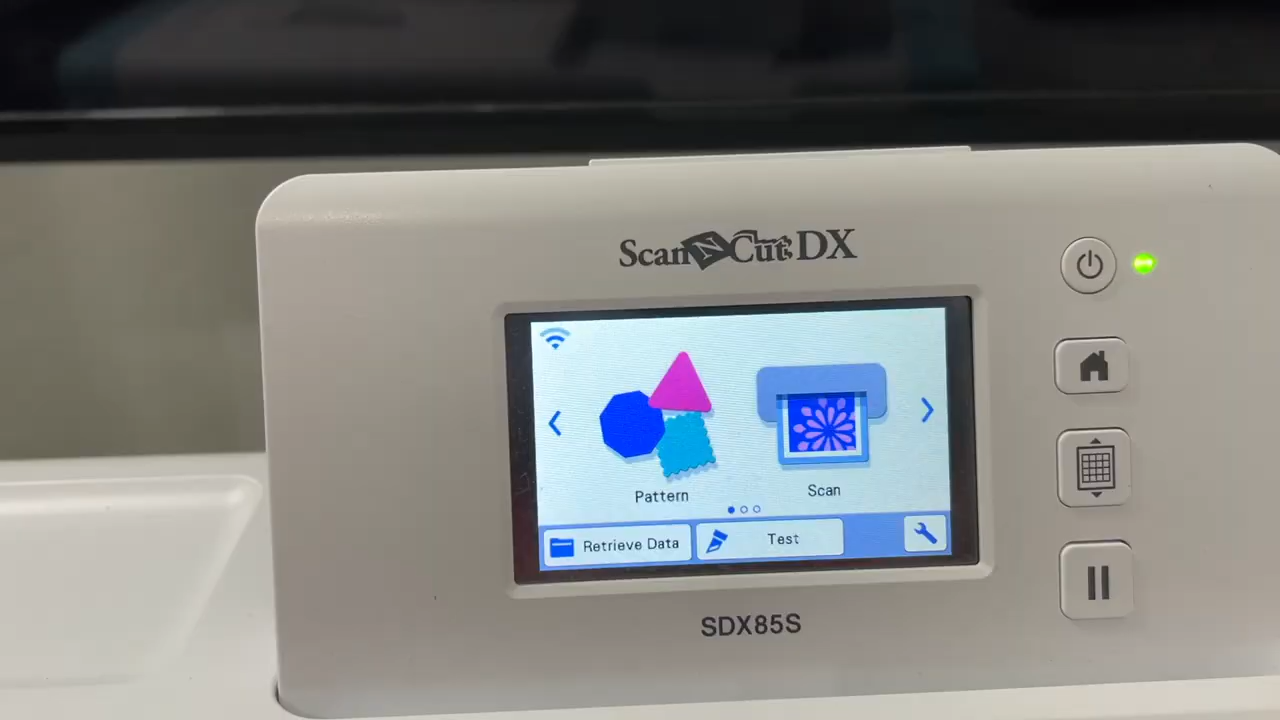 ScanNCut DX
Pattern
Scan
Retrieve Data
Test
SDX85S